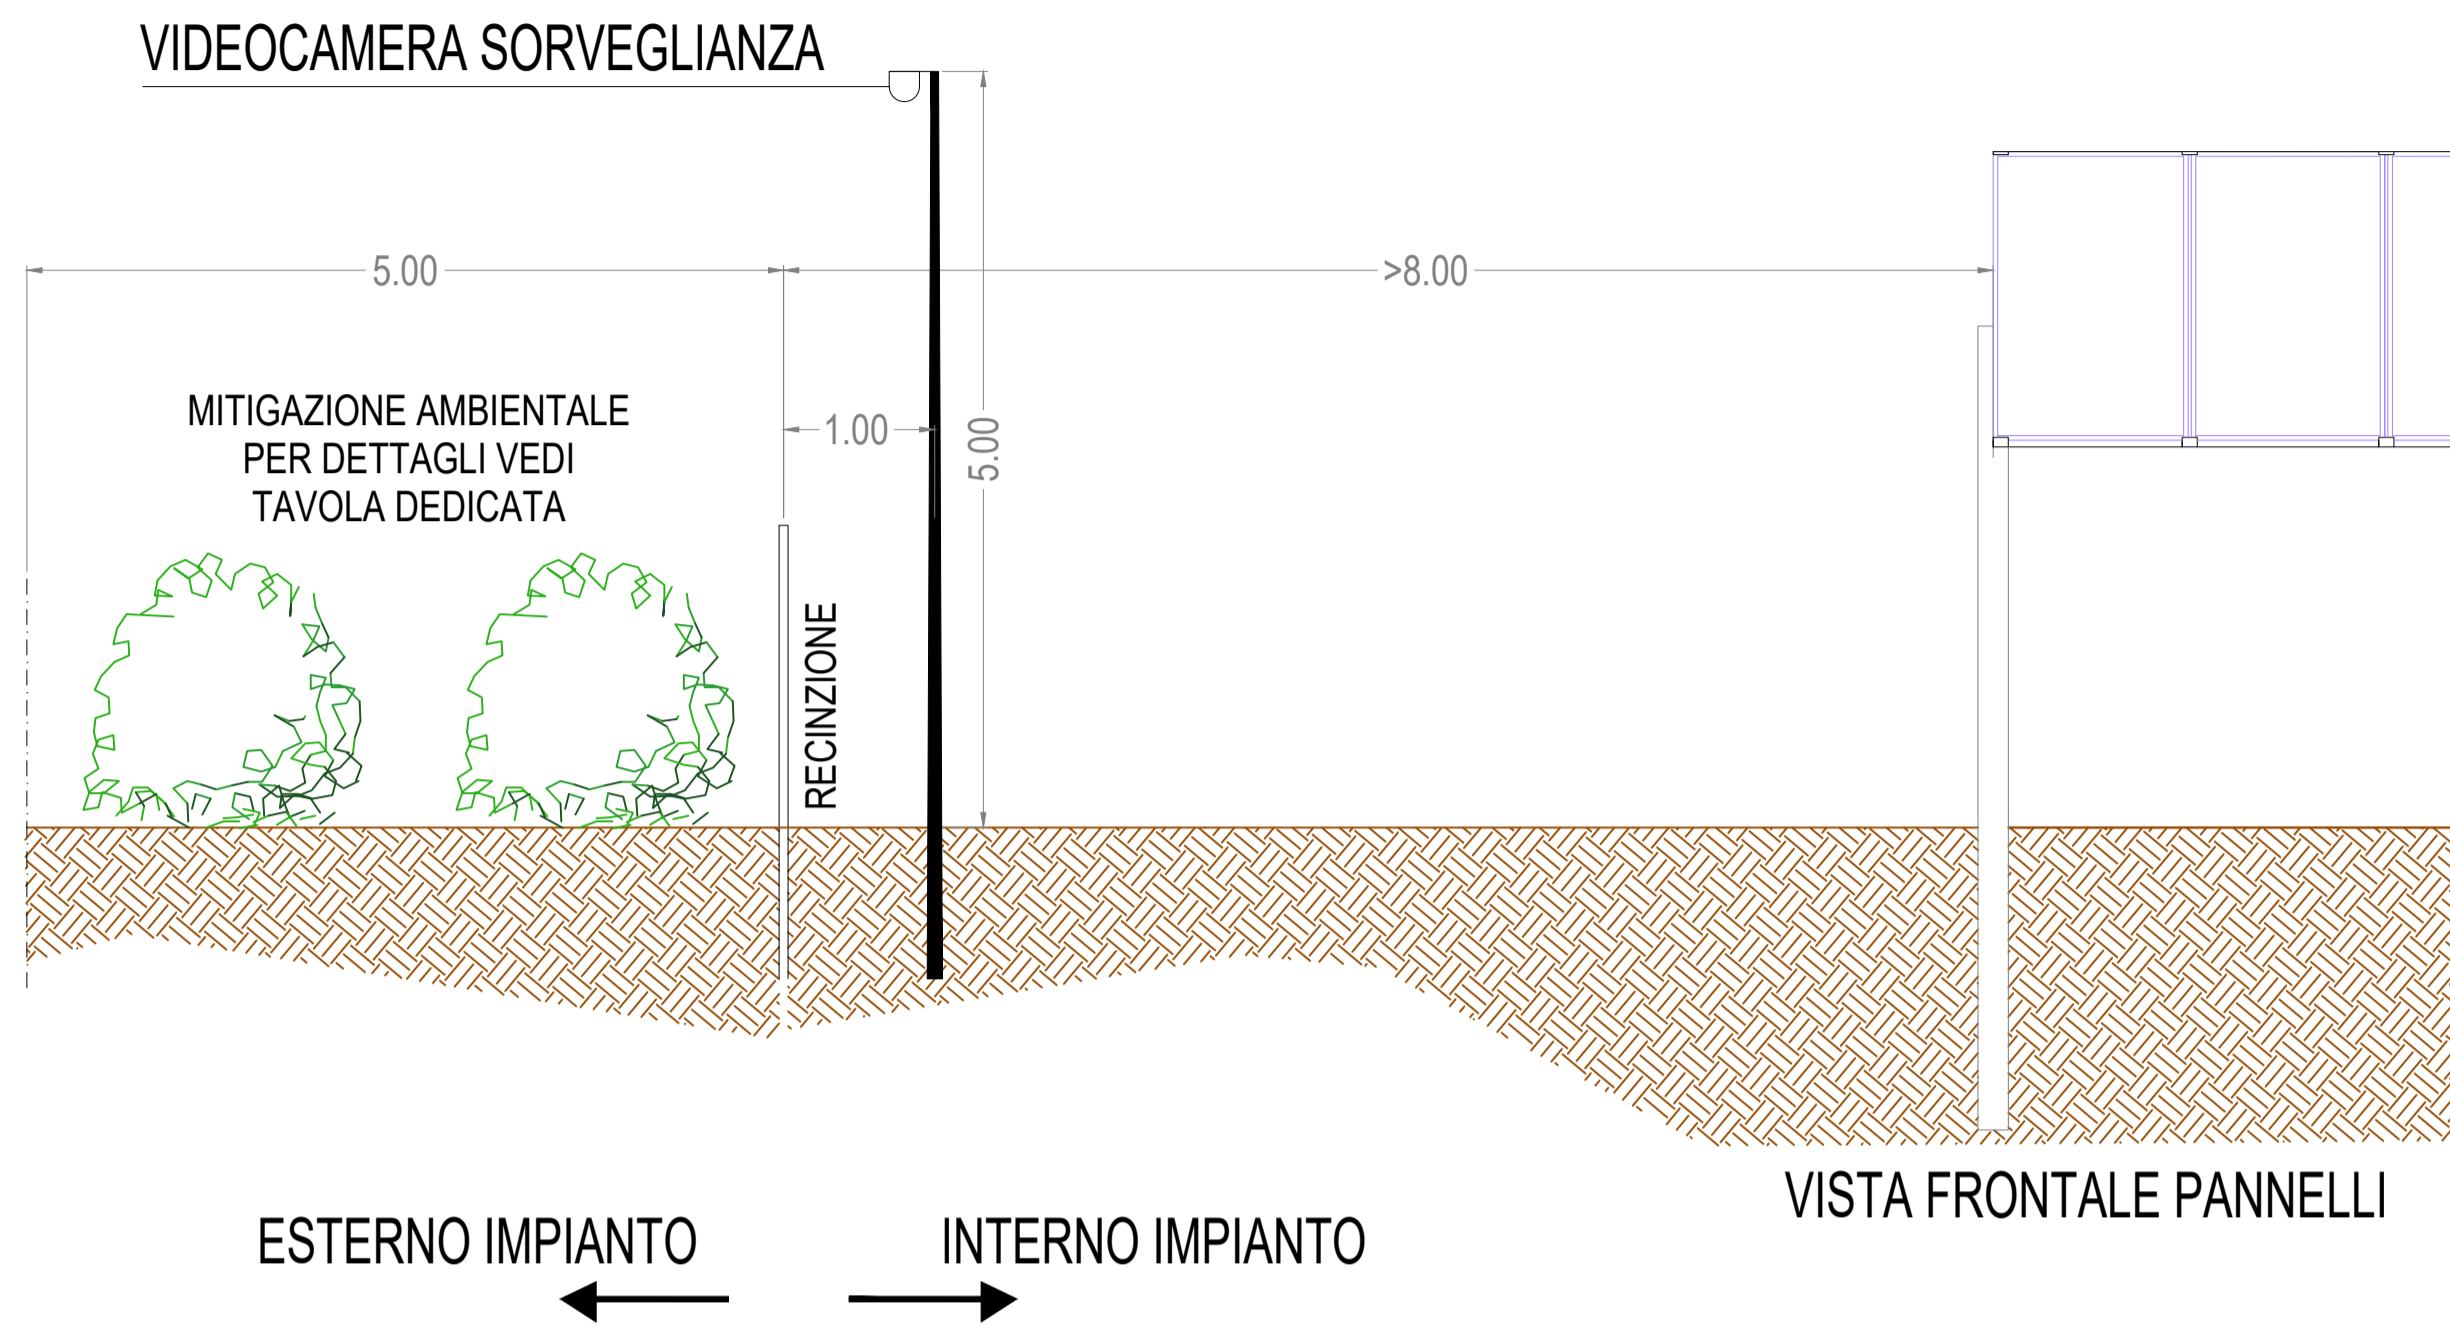 VIDEOCAMERA SORVEGLIANZA
5.00
>8.00
MITIGAZIONE AMBIENTALE
PER DETTAGLI VEDI
TAVOLA DEDICATA
1.00
5.00
RECINZIONE
VISTA FRONTALE PANNELLI
ESTERNO IMPIANTO
INTERNO IMPIANTO